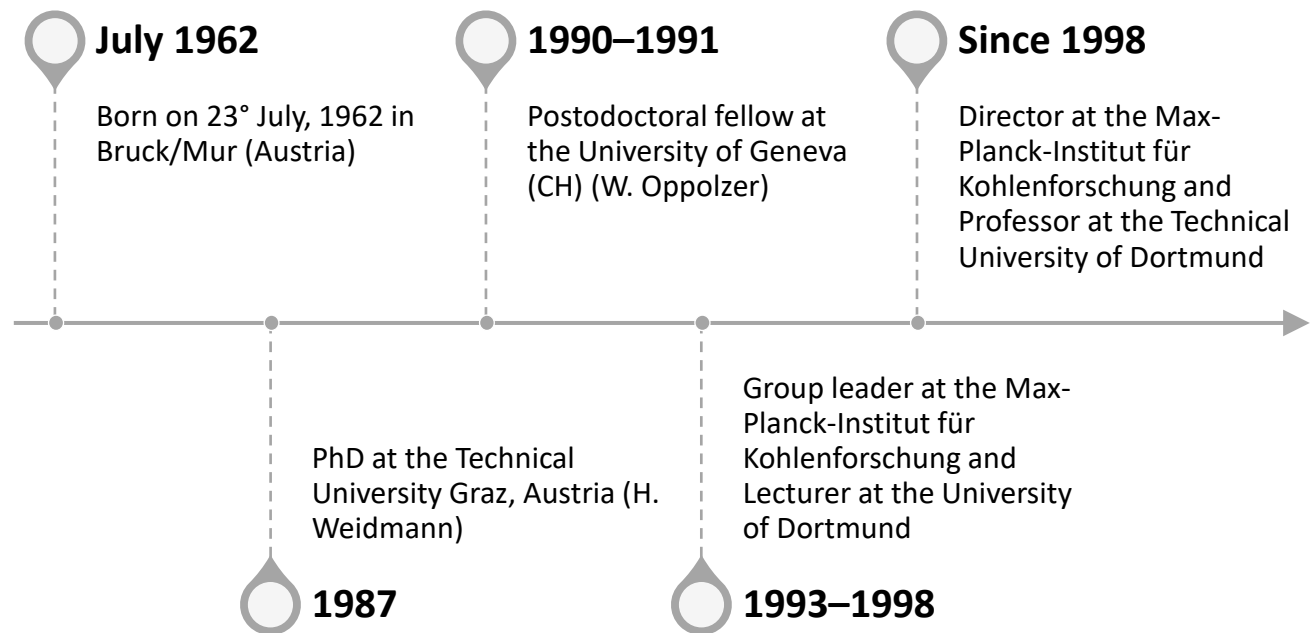 July 1962
Born on 23° July, 1962 in
Bruck/Mur (Austria)
1987
PhD at the Technical
University Graz, Austria (H.
Weidmann)
1990–1991
Postodoctoral fellow at
the University of Geneva
(CH) (W. Oppolzer)
1993–1998
Group leader at the Max-
Planck-Institut für
Kohlenforschung and
Lecturer at the University
of Dortmund
Since 1998
Director at the Max-
Planck-Institut für
Kohlenforschung and
Professor at the Technical
University of Dortmund